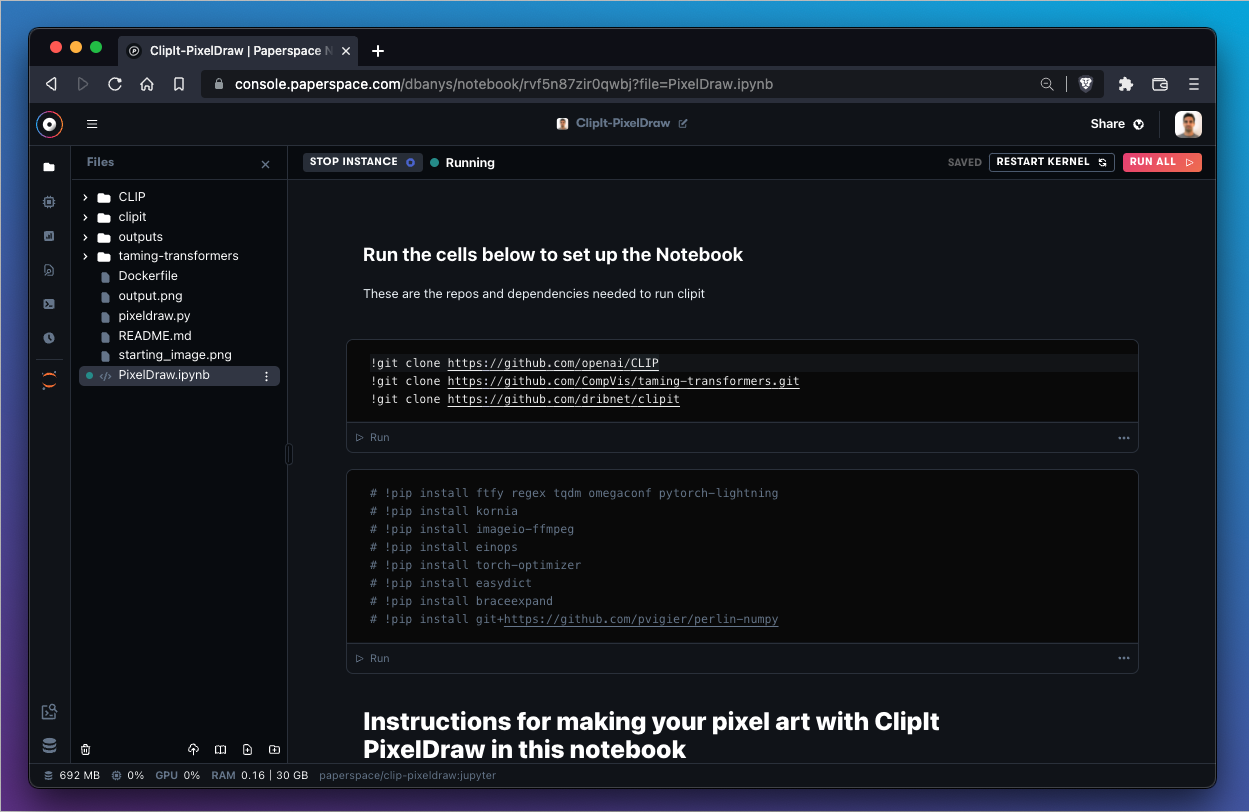 ClipIt-PixelDraw | Paperspace N
console.paperspace.com/dbanys/notebook/rvf5n87zir0qwbj?file=PixelDraw.ipynb
ClipIt-PixelDraw
Share
Files
STOP INSTANCE
Running
SAVED
RESTART KERNEL
RUN ALL
CLIP
clipit
outputs
taming-transformers
Dockerfile
output.png
pixeldraw.py
README.md
starting_image.png
</> PixelDraw.ipynb
Run the cells below to set up the Notebook
These are the repos and dependencies needed to run clipit
!git clone https://github.com/openai/CLIP
!git clone https://github.com/CompVis/taming-transformers.git
!git clone https://github.com/dribnet/clipit
Run
# !pip install ftfy regex tqdm omegaconf pytorch-lightning
# !pip install kornia
# !pip install imageio-ffmpeg
# !pip install einops
# !pip install torch-optimizer
# !pip install easydict
# !pip install braceexpand
# !pip install git+https://github.com/pvigier/perlin-numpy
Run
Instructions for making your pixel art with ClipIt
PixelDraw in this notebook
692 MB 0% GPU 0% RAM 0.16 | 30 GB paperspace/clip-pixeldraw:jupyter